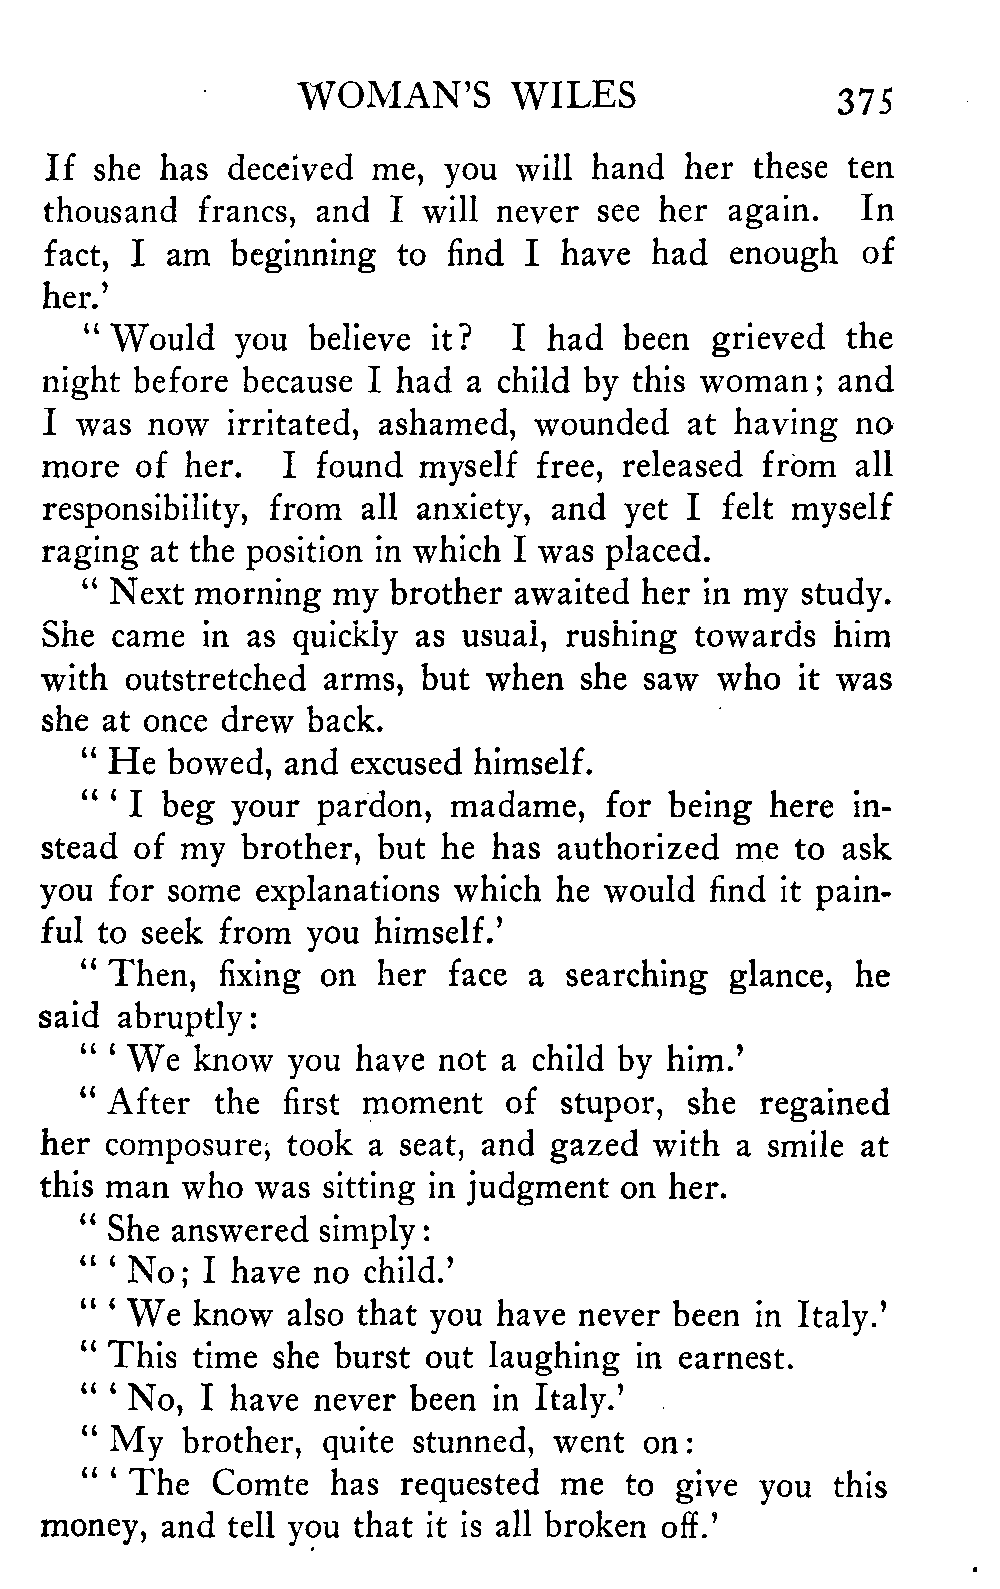 WOMAN'S WILES 375
If she has deceived me, you will hand her these ten
thousand francs, and I will never see her again. In
fact, I am beginning to find I have had enough of
her.'
“ Would you believe it? I had been grieved the
night before because I had a child by this woman; and
I was now irritated, ashamed, wounded at having no
more of her. I found myself free, released from all
responsibility, from all anxiety, and yet I felt myself
raging at the position in which I was placed.
“ Next morning my brother awaited her in my study.
She came in as quickly as usual, rushing towards him
with outstretched arms, but when she saw who it was
she at once drew back.
“ He bowed, and excused himself.
“ ‘ I beg your pardon, madame, for being here in-
stead of my brother, but he has authorized me to ask
you for some explanations which he would find it pain-
ful to seek from you himself.'
“ Then, fixing on her face a searching glance, he
said abruptly:
“ ‘ We know you have not a child by him.'
“ After the first moment of stupor, she regained
her composure, took a seat, and gazed with a smile at
this man who was sitting in judgment on her.
“ She answered simply:
“ ‘ No; I have no child.'
“ ‘ We know also that you have never been in Italy.'
“ This time she burst out laughing in earnest.
“ ‘ No, I have never been in Italy.'
“ My brother, quite stunned, went on:
“ ‘ The Comte has requested me to give you this
money, and tell you that it is all broken off.'